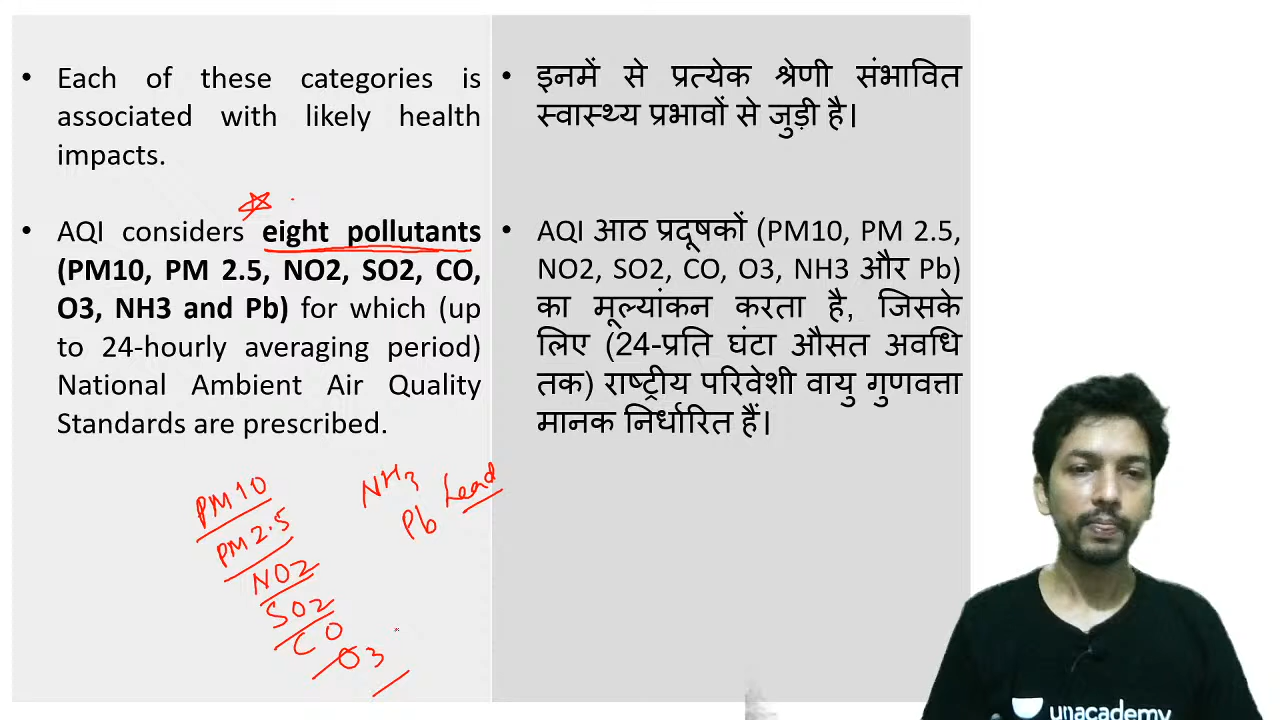 • Each of these categories is
associated with likely health
impacts.
• AQI considers eight pollutants
(PM10, PM 2.5, NO2, SO2, CO,
O3, NH3 and Pb) for which (up
to 24-hourly averaging period)
National Ambient Air Quality
Standards are prescribed.
• इनमें से प्रत्येक श्रेणी संभावित
स्वास्थ्य प्रभावों से जुड़ी है।
• AQI आठ प्रदूषकों (PM10, PM 2.5,
NO2, SO2, CO, O3, NH3 और Pb)
का मूल्यांकन करता है, जिसके
लिए (24-प्रति घंटा औसत अवधि
तक) राष्ट्रीय परिवेशी वायु गुणवत्ता
मानक निर्धारित हैं।
PM10
PM2.5
NO2
SO2
CO
O3
NH3
Pb Lead
unacademy